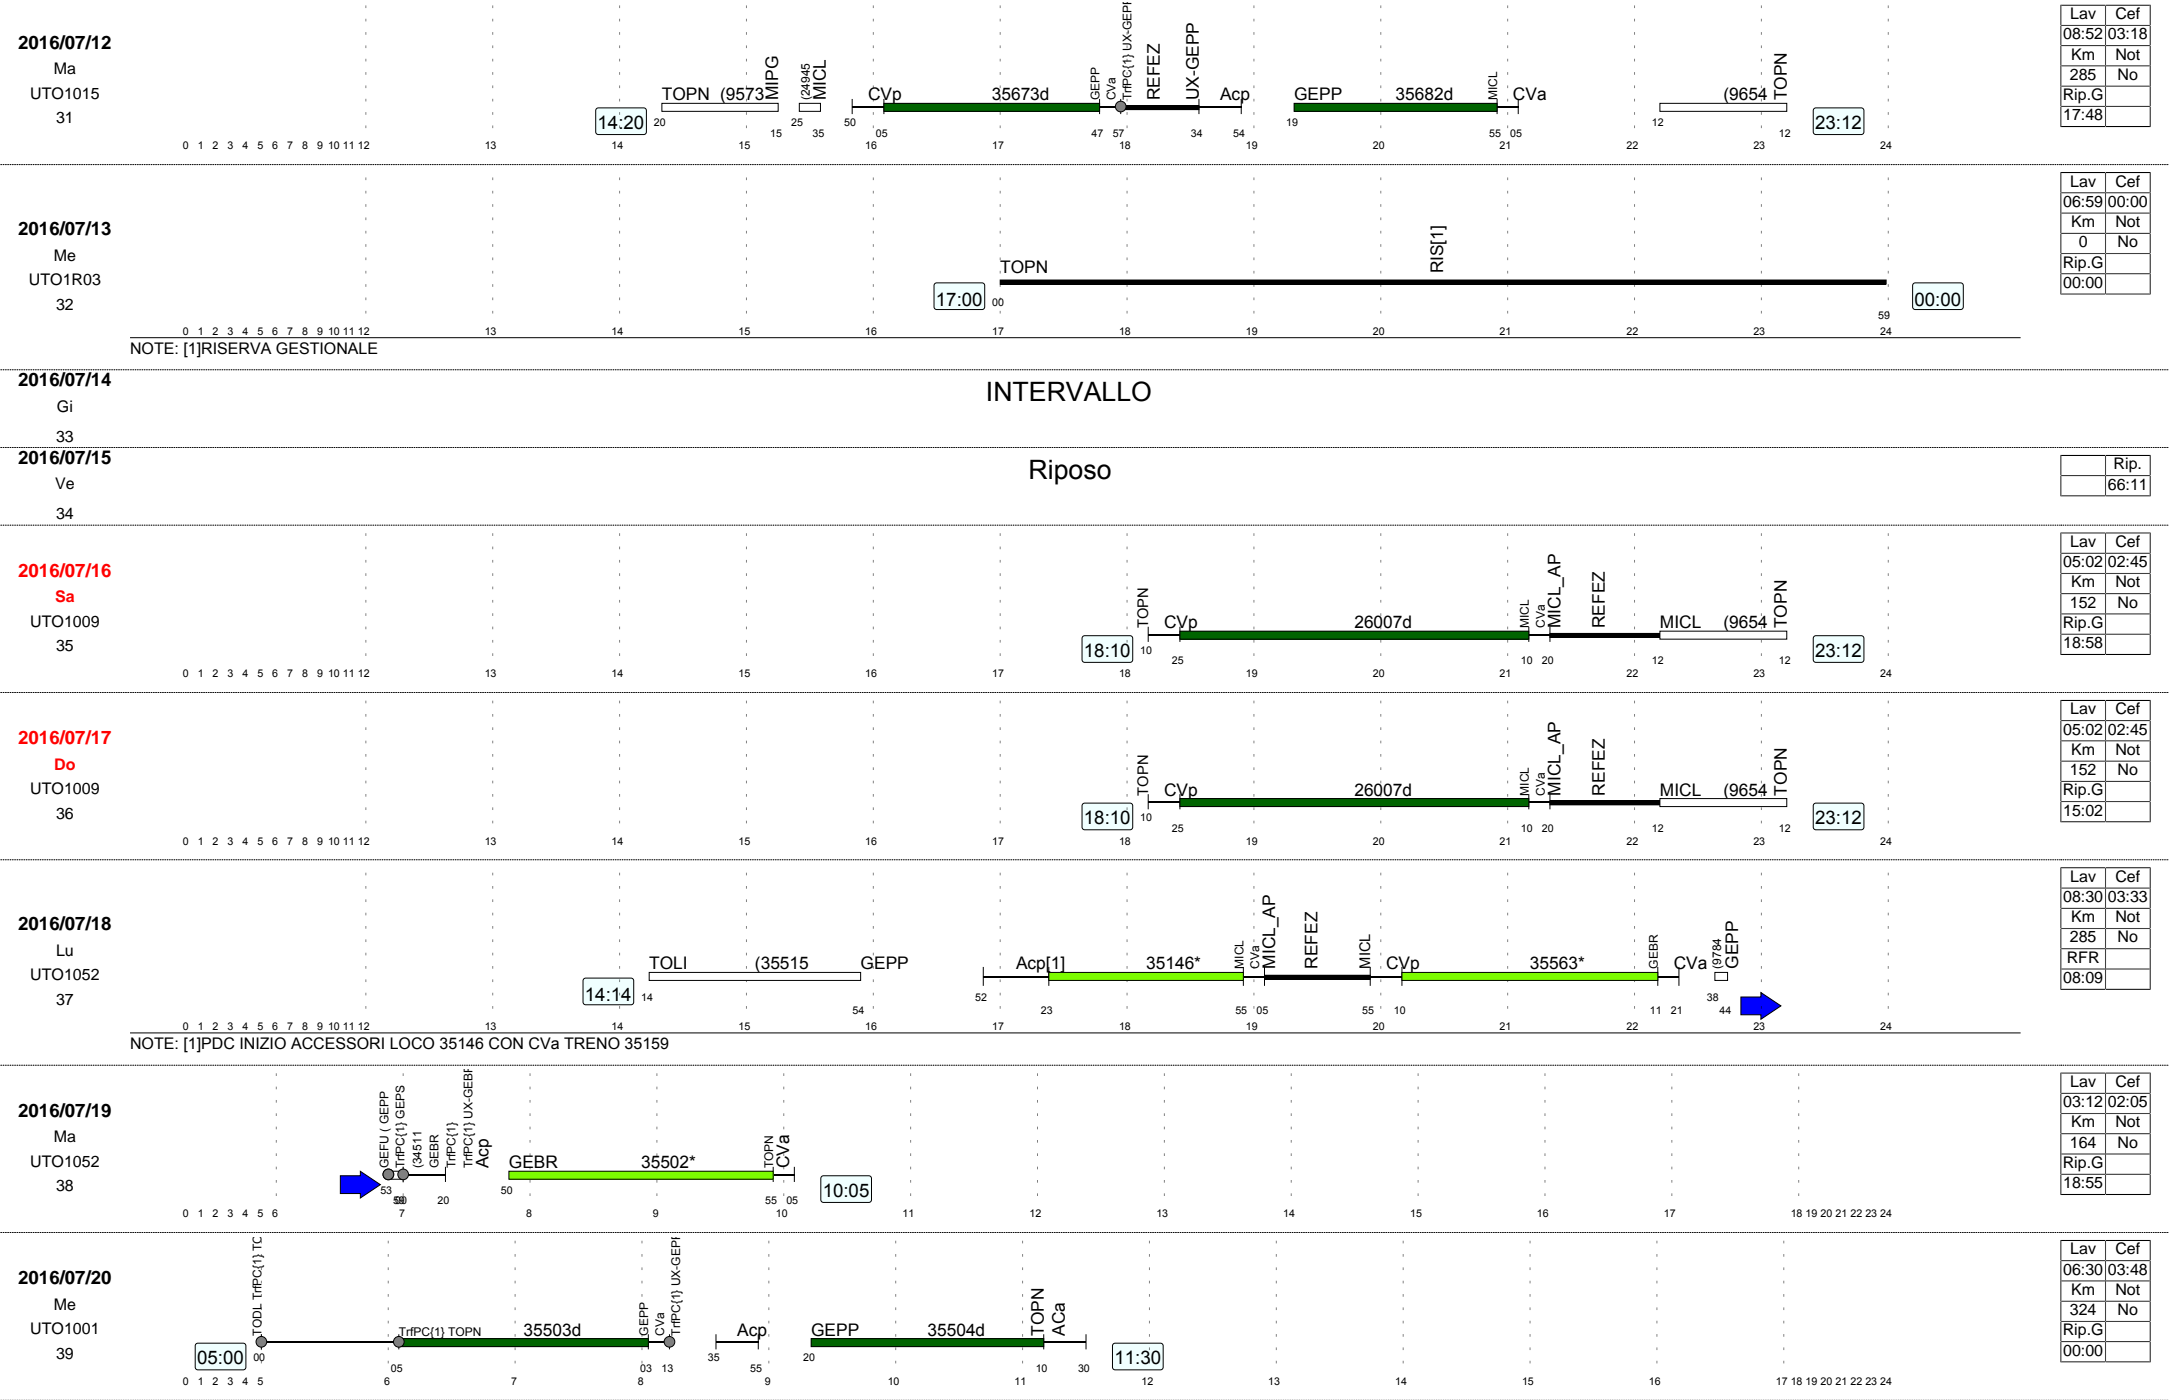 2016/07/12
Ma
UTO1015
31
14:20
TOPN (9573 MIPG
(24945 MICL
CVp 35673d GEPP CVa TrfPC{1} UX-GEPP REFEZ UX-GEPP Acp
GEPP 35682d MICL CVa
(9654 TOPN
20 15 25 35 50 05 47 57 34 54 19 55 05 12 12
23:12
0 1 2 3 4 5 6 7 8 9 10 11 12 13 14 15 16 17 18 19 20 21 22 23 24
Lav Cef
08:52 03:18
Km Not
285 No
Rip.G
17:48
2016/07/13
Me
UTO1R03
32
17:00
TOPN RIS[1]
00 59
00:00
0 1 2 3 4 5 6 7 8 9 10 11 12 13 14 15 16 17 18 19 20 21 22 23 24
NOTE: [1]RISERVA GESTIONALE
Lav Cef
06:59 00:00
Km Not
0 No
Rip.G
00:00
2016/07/14
Gi
33
INTERVALLO
2016/07/15
Ve
34
Riposo
Rip.
66:11
2016/07/16
Sa
UTO1009
35
18:10
TOPN CVp 26007d MICL CVa MICL_AP REFEZ MICL (9654 TOPN
10 25 10 20 12 12
23:12
0 1 2 3 4 5 6 7 8 9 10 11 12 13 14 15 16 17 18 19 20 21 22 23 24
Lav Cef
05:02 02:45
Km Not
152 No
Rip.G
18:58
2016/07/17
Do
UTO1009
36
18:10
TOPN CVp 26007d MICL CVa MICL_AP REFEZ MICL (9654 TOPN
10 25 10 20 12 12
23:12
0 1 2 3 4 5 6 7 8 9 10 11 12 13 14 15 16 17 18 19 20 21 22 23 24
Lav Cef
05:02 02:45
Km Not
152 No
Rip.G
15:02
2016/07/18
Lu
UTO1052
37
14:14
TOLI (35515 GEPP
Acp[1] 35146* MICL CVa MICL_AP REFEZ MICL CVp 35563* GEBR CVa (9784 GEPP
14 54 52 23 55 05 55 10 11 21 38 44
0 1 2 3 4 5 6 7 8 9 10 11 12 13 14 15 16 17 18 19 20 21 22 23 24
NOTE: [1]PDC INIZIO ACCESSORI LOCO 35146 CON CVa TRENO 35159
Lav Cef
08:30 03:33
Km Not
285 No
RFR
08:09
2016/07/19
Ma
UTO1052
38
GEFU ( GEPP TrfPC{1} GEPS (34511 GEBR TrfPC{1} TrfPC{1} UX-GEBR Acp
GEBR 35502* TOPN CVa
53 20 50 55 05
10:05
0 1 2 3 4 5 6 7 8 9 10 11 12 13 14 15 16 17 18 19 20 21 22 23 24
Lav Cef
03:12 02:05
Km Not
164 No
Rip.G
18:55
2016/07/20
Me
UTO1001
39
05:00
TODL TrfPC{1} TO
TrfPC{1} TOPN 35503d GEPP CVa TrfPC{1} UX-GEPP
Acp GEPP 35504d TOPN ACa
00 05 03 13 35 55 20 10 30
11:30
0 1 2 3 4 5 6 7 8 9 10 11 12 13 14 15 16 17 18 19 20 21 22 23 24
Lav Cef
06:30 03:48
Km Not
324 No
Rip.G
00:00